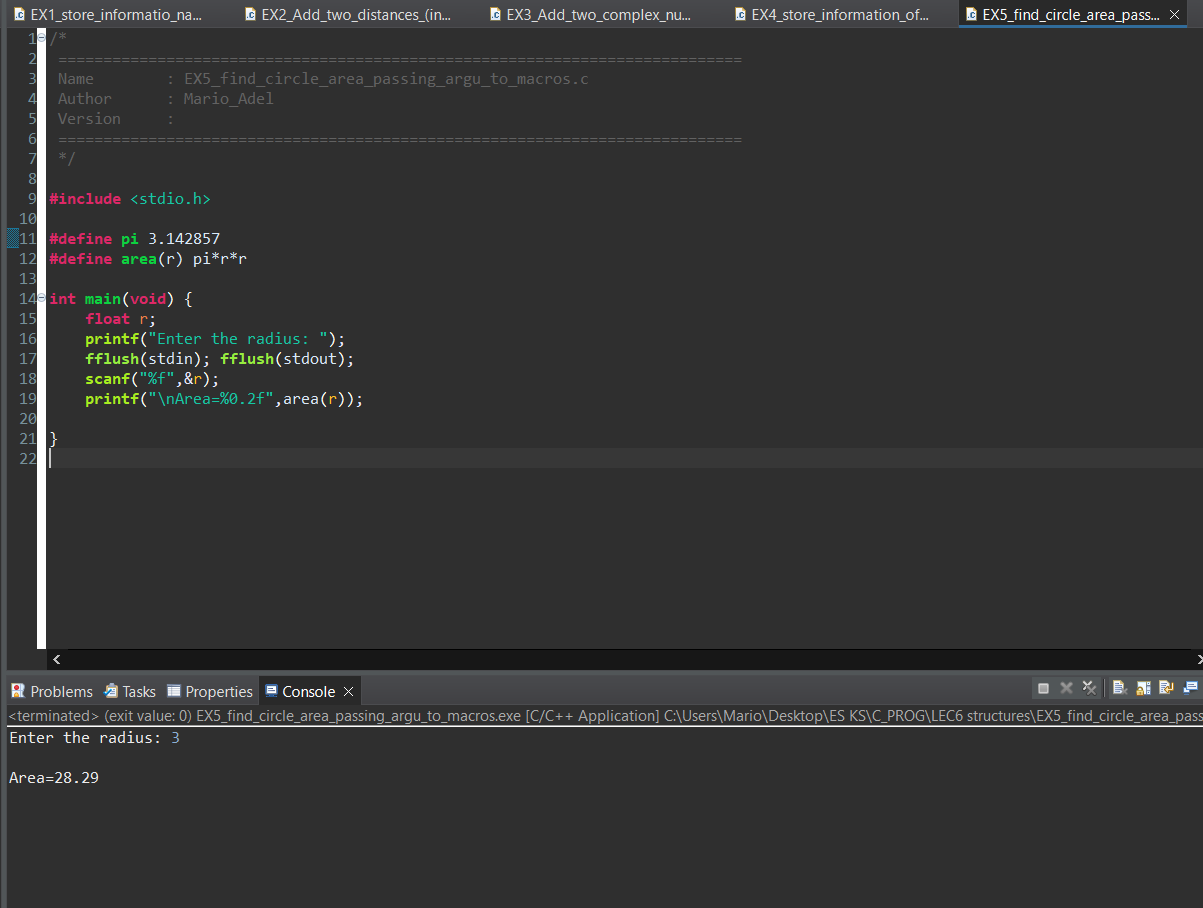 EX1_store_informatio_na...
EX2_Add_two_distances_(in...
EX3_Add_two_complex_nu...
EX4_store_information_of...
EX5_find_circle_area_pass...
1 /*
2 ============================================================================
3 Name        : EX5_find_circle_area_passing_argu_to_macros.c
4 Author      : Mario_Adel
5 Version     :
6 ============================================================================
7 */
8
9 #include <stdio.h>
10
11 #define pi 3.142857
12 #define area(r) pi*r*r
13
14 int main(void) {
15     float r;
16     printf("Enter the radius: ");
17     fflush(stdin); fflush(stdout);
18     scanf("%f",&r);
19     printf("\nArea=%0.2f",area(r));
20
21 }
22
Problems Tasks Properties Console
<terminated> (exit value: 0) EX5_find_circle_area_passing_argu_to_macros.exe [C/C++ Application] C:\Users\Mario\Desktop\ES KS\C_PROG\LEC6 structures\EX5_find_circle_area_pass
Enter the radius: 3
Area=28.29